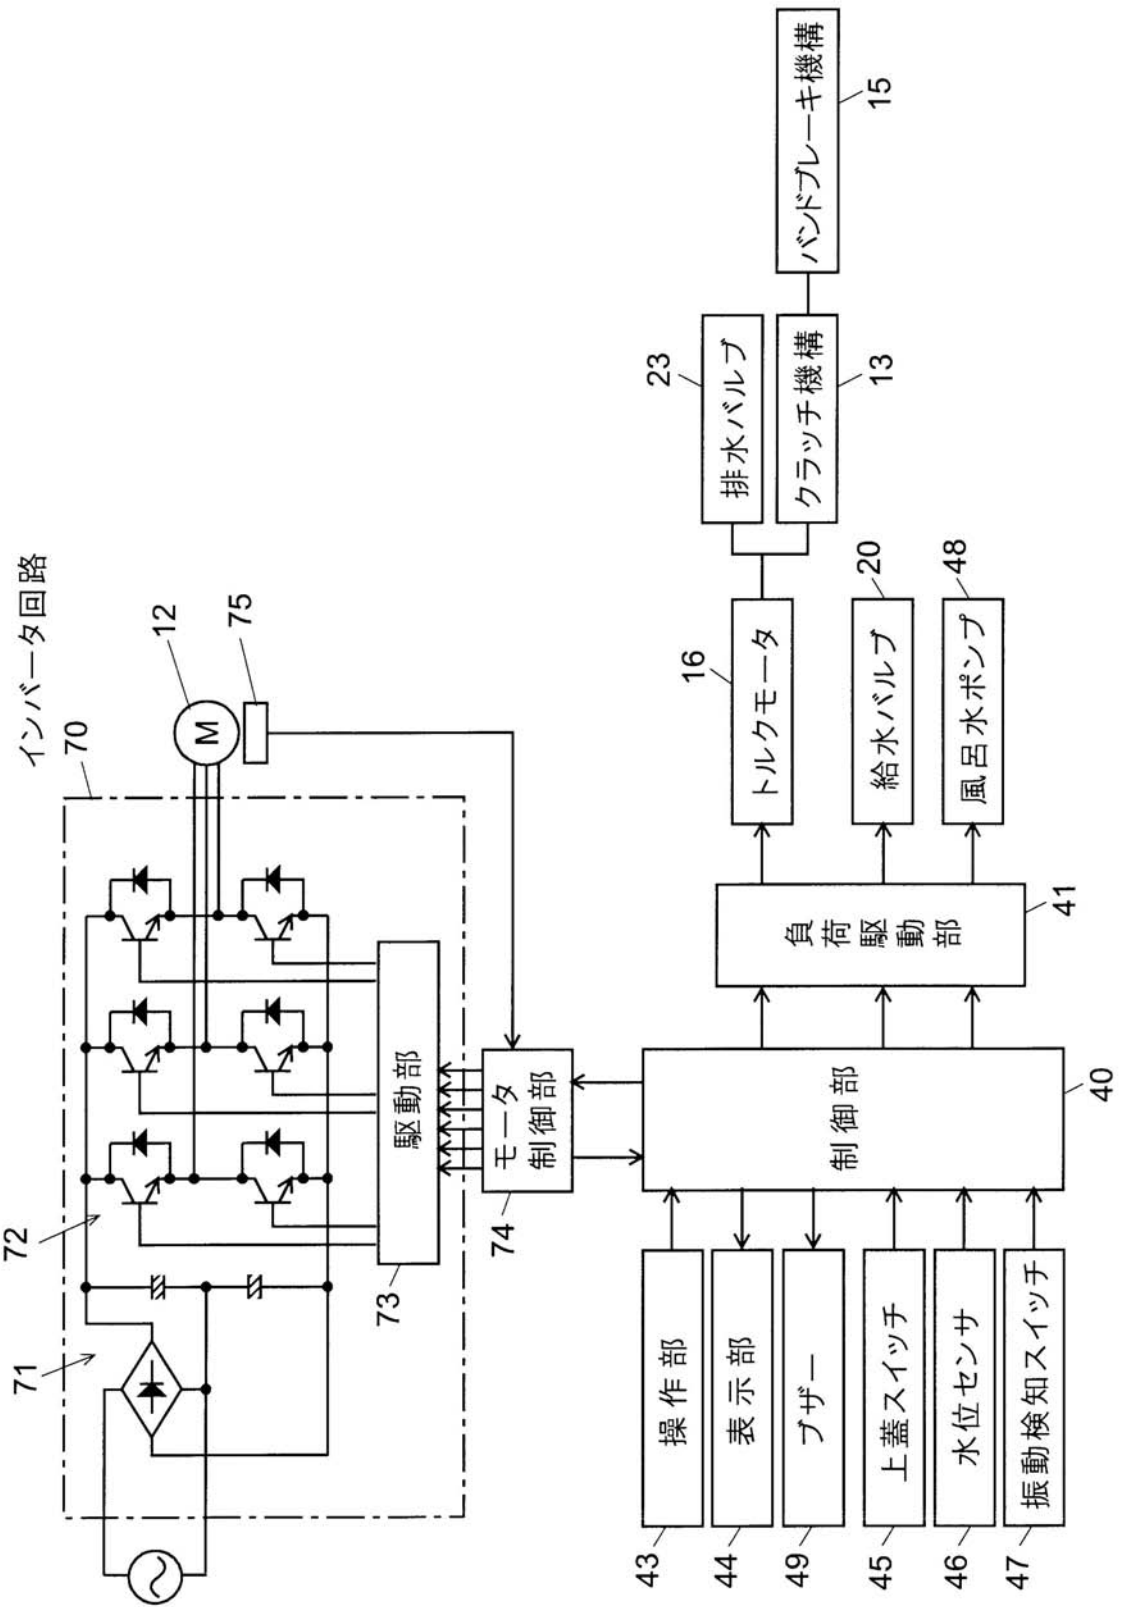 インバータ回路
70
71
72
73
駆動部
74
モータ
制御部
M
12
75
操作部
43
表示部
44
ブザー
49
上蓋スイッチ
45
水位センサ
46
振動検知スイッチ
47
制御部
40
負荷駆動部
41
トルクモータ
16
給水バルブ
20
風呂水ポンプ
48
排水バルブ
23
クラッチ機構
13
バンドブレーキ機構
15